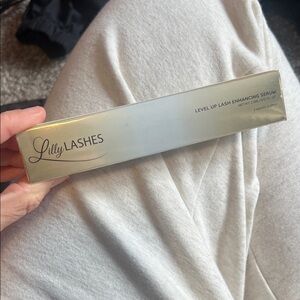 Lilly LASHES
LEVEL UP LASH ENHANCING SERUM